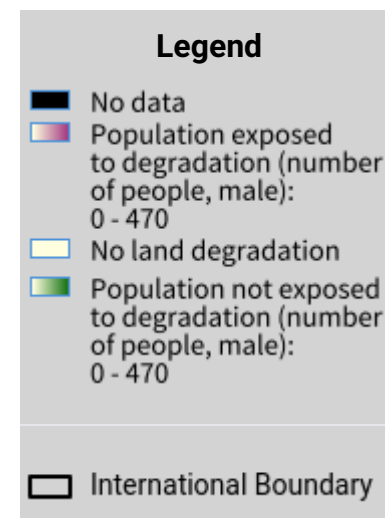 Legend
No data
Population exposed
to degradation (number
of people, male):
0 - 470
No land degradation
Population not exposed
to degradation (number
of people, male):
0 - 470
International Boundary